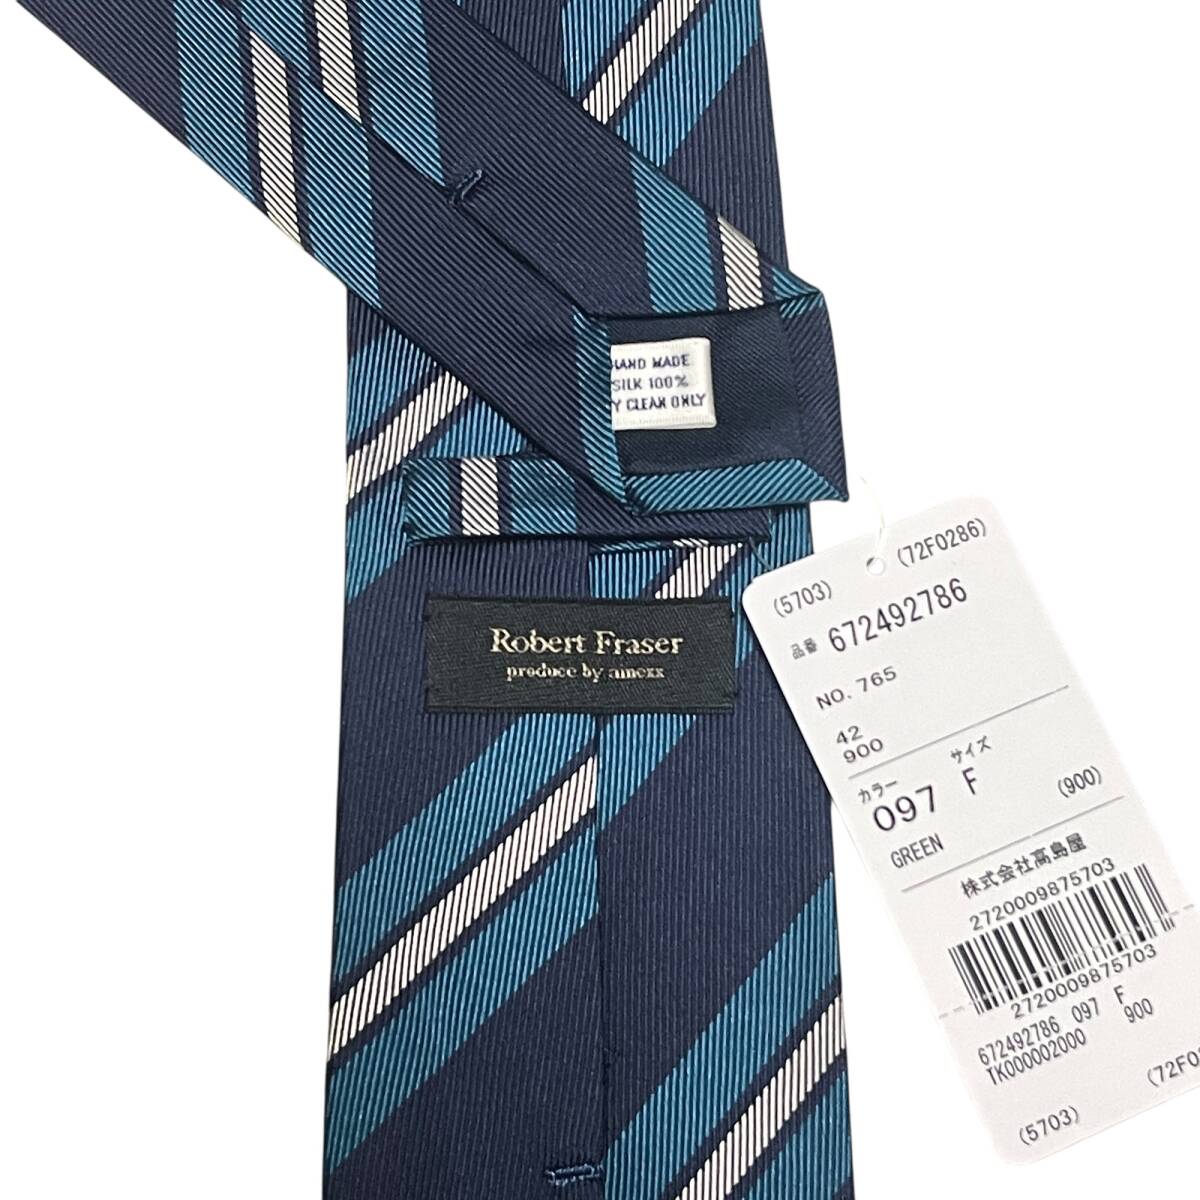 HAND MADE
SILK 100%
Y CLEAN ONLY
Robert Fraser
produce by amexx
(5703)
(72F0286)
品番 672492786
NO. 765
42
900
カラー サイズ
097 F
GREEN (900)
株式会社高島屋
2720009875703
2720009875703
672492786 097 F
TK000002000 900
(5703)
(72F0